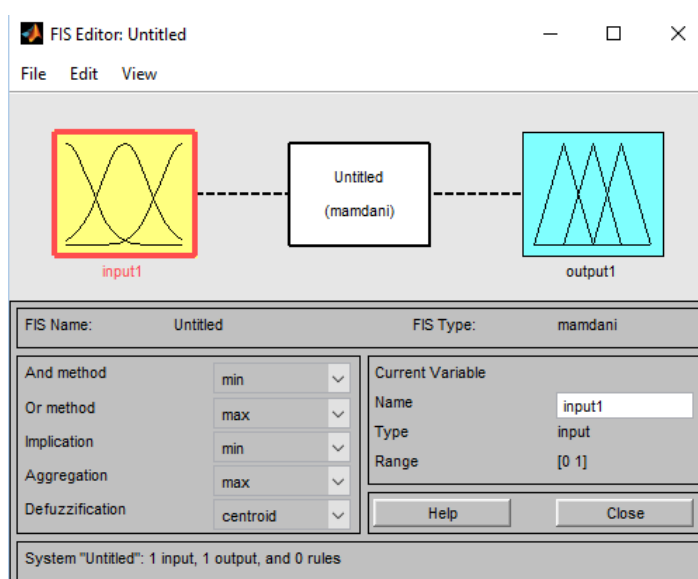 FIS Editor: Untitled
File Edit View
Untitled
(mamdani)
input1
output1
FIS Name: Untitled FIS Type: mamdani
And method min
Or method max
Implication min
Aggregation max
Defuzzification centroid
Current Variable
Name input1
Type input
Range [0 1]
Help Close
System "Untitled": 1 input, 1 output, and 0 rules